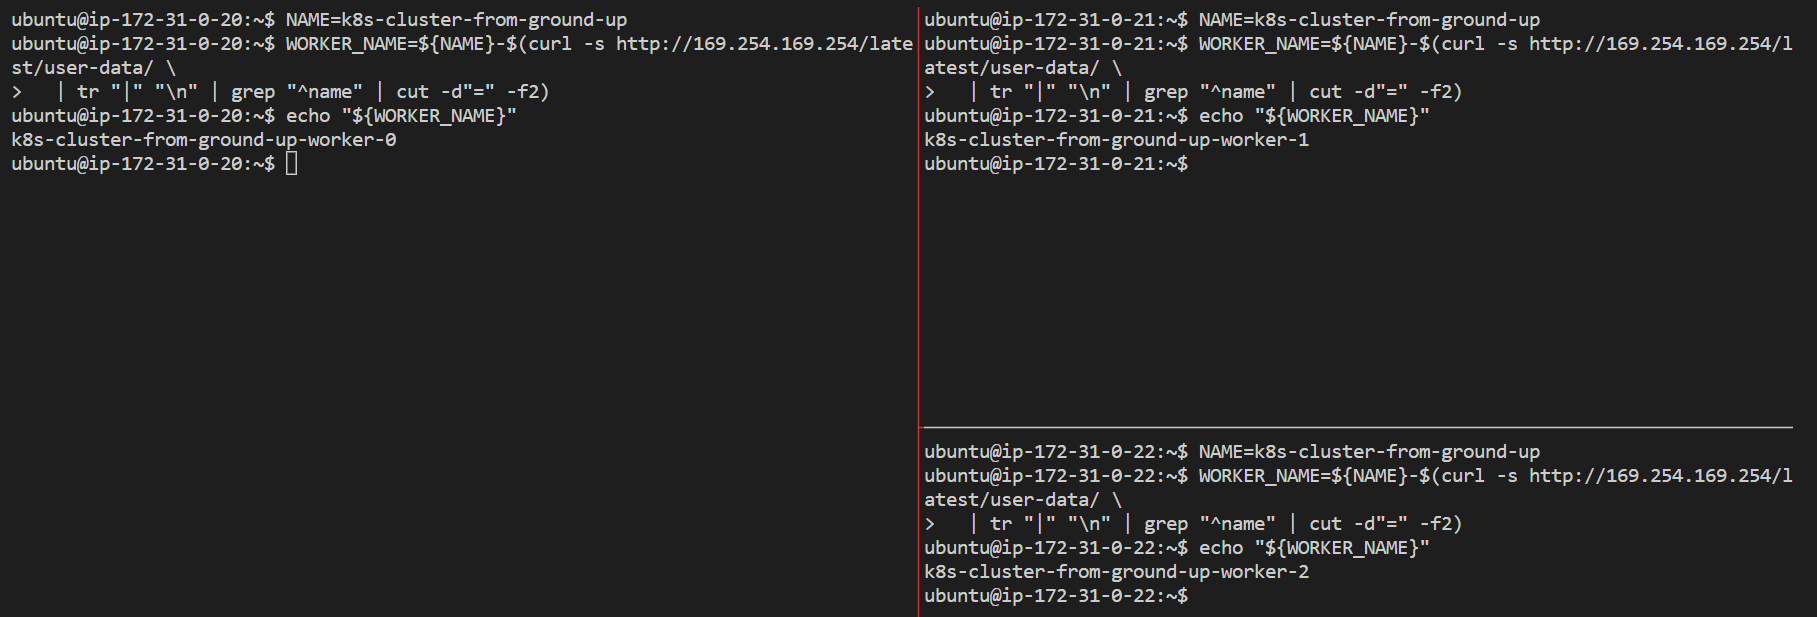 ubuntu@ip-172-31-0-20:~$ NAME=k8s-cluster-from-ground-up
ubuntu@ip-172-31-0-20:~$ WORKER_NAME=${NAME}-$(curl -s http://169.254.169.254/late
st/user-data/ \
>   | tr "|" "\n" | grep "^name" | cut -d"=" -f2)
ubuntu@ip-172-31-0-20:~$ echo "${WORKER_NAME}"
k8s-cluster-from-ground-up-worker-0
ubuntu@ip-172-31-0-20:~$
ubuntu@ip-172-31-0-21:~$ NAME=k8s-cluster-from-ground-up
ubuntu@ip-172-31-0-21:~$ WORKER_NAME=${NAME}-$(curl -s http://169.254.169.254/l
atest/user-data/ \
>   | tr "|" "\n" | grep "^name" | cut -d"=" -f2)
ubuntu@ip-172-31-0-21:~$ echo "${WORKER_NAME}"
k8s-cluster-from-ground-up-worker-1
ubuntu@ip-172-31-0-21:~$
ubuntu@ip-172-31-0-22:~$ NAME=k8s-cluster-from-ground-up
ubuntu@ip-172-31-0-22:~$ WORKER_NAME=${NAME}-$(curl -s http://169.254.169.254/l
atest/user-data/ \
>   | tr "|" "\n" | grep "^name" | cut -d"=" -f2)
ubuntu@ip-172-31-0-22:~$ echo "${WORKER_NAME}"
k8s-cluster-from-ground-up-worker-2
ubuntu@ip-172-31-0-22:~$